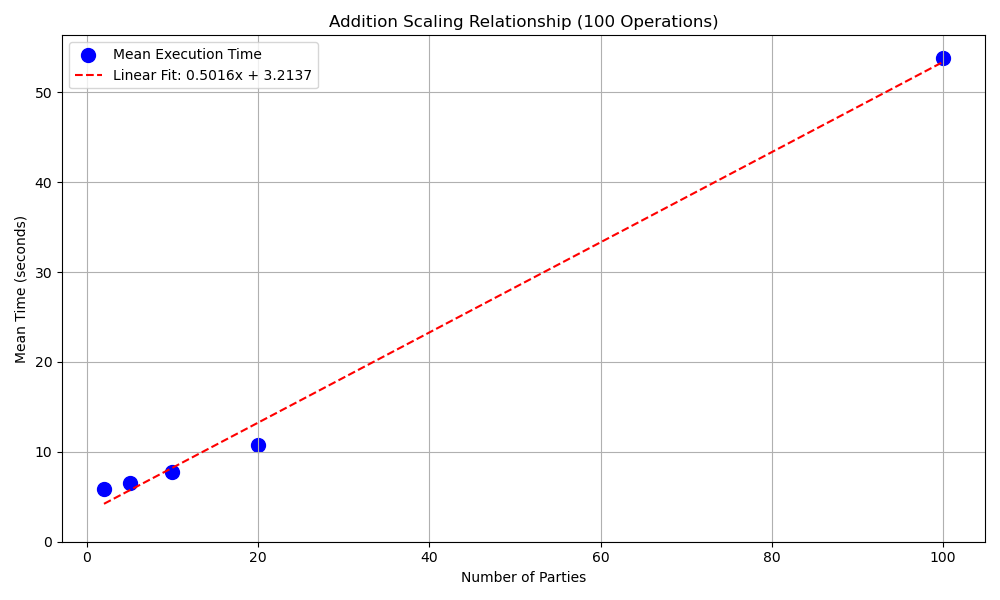 Addition Scaling Relationship (100 Operations)
Mean Execution Time
Linear Fit: 0.5016x + 3.2137
Mean Time (seconds)
50
40
30
20
10
0
0 20 40 60 80 100
Number of Parties